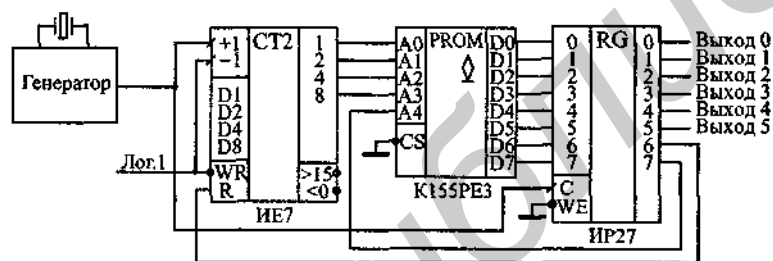 Генератор
+1
−1
D1
D2
D4
D8
WR
R
CT2
1
2
4
8
>15
<0
ИЕ7
Лог.1
A0
A1
A2
A3
A4
CS
PROM
D0
D1
D2
D3
D4
D5
D6
D7
К155РЕ3
0
1
2
3
4
5
6
7
C
WE
RG
0
1
2
3
4
5
6
7
ИР27
Выход 0
Выход 1
Выход 2
Выход 3
Выход 4
Выход 5